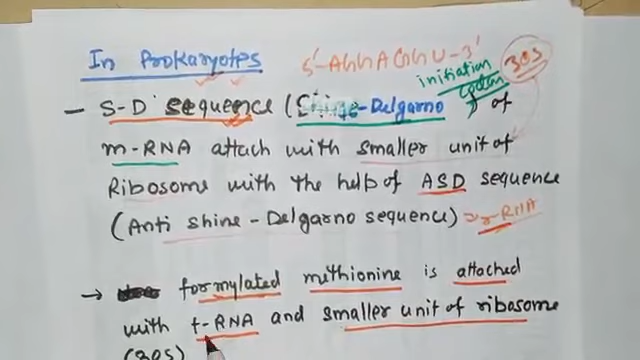 In Prokaryotes 5'-AGGAGGU-3' 30S
initiation
codon
- S-D sequence (Shine-Delgarno) of
m-RNA attach with smaller unit of
Ribosome with the help of ASD sequence
(Anti shine-Delgarno sequence) ⇒ r-RNA
→ formylated methionine is attached
with t-RNA and smaller unit of ribosome
(30S)